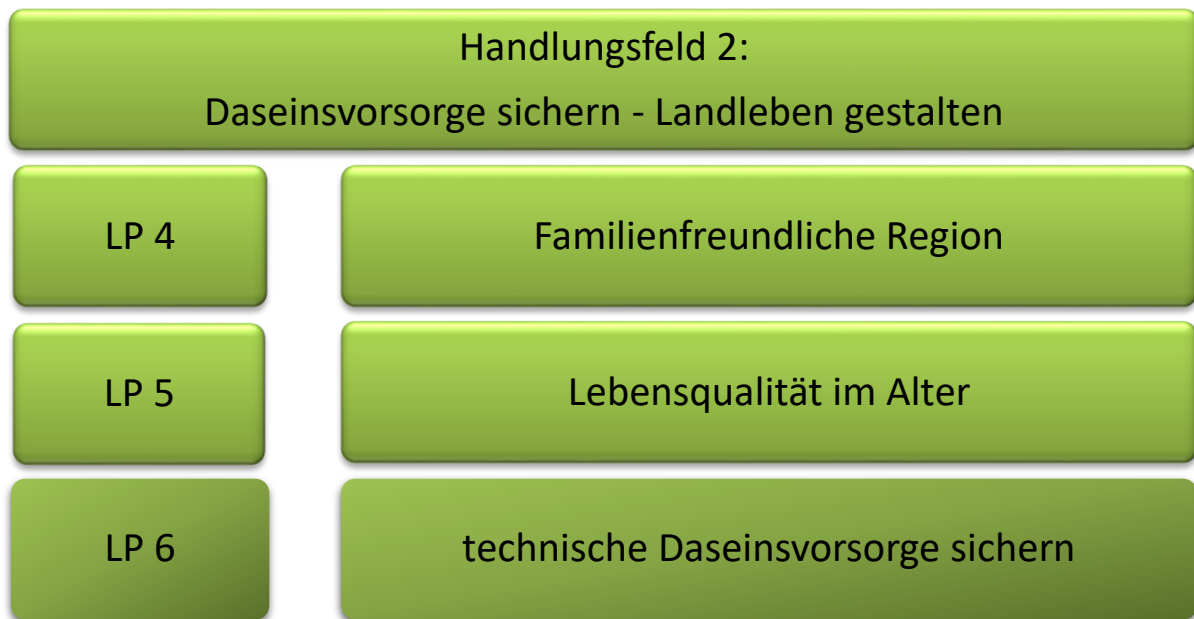 Handlungsfeld 2:
Daseinsvorsorge sichern - Landleben gestalten
LP 4
Familienfreundliche Region
LP 5
Lebensqualität im Alter
LP 6
technische Daseinsvorsorge sichern